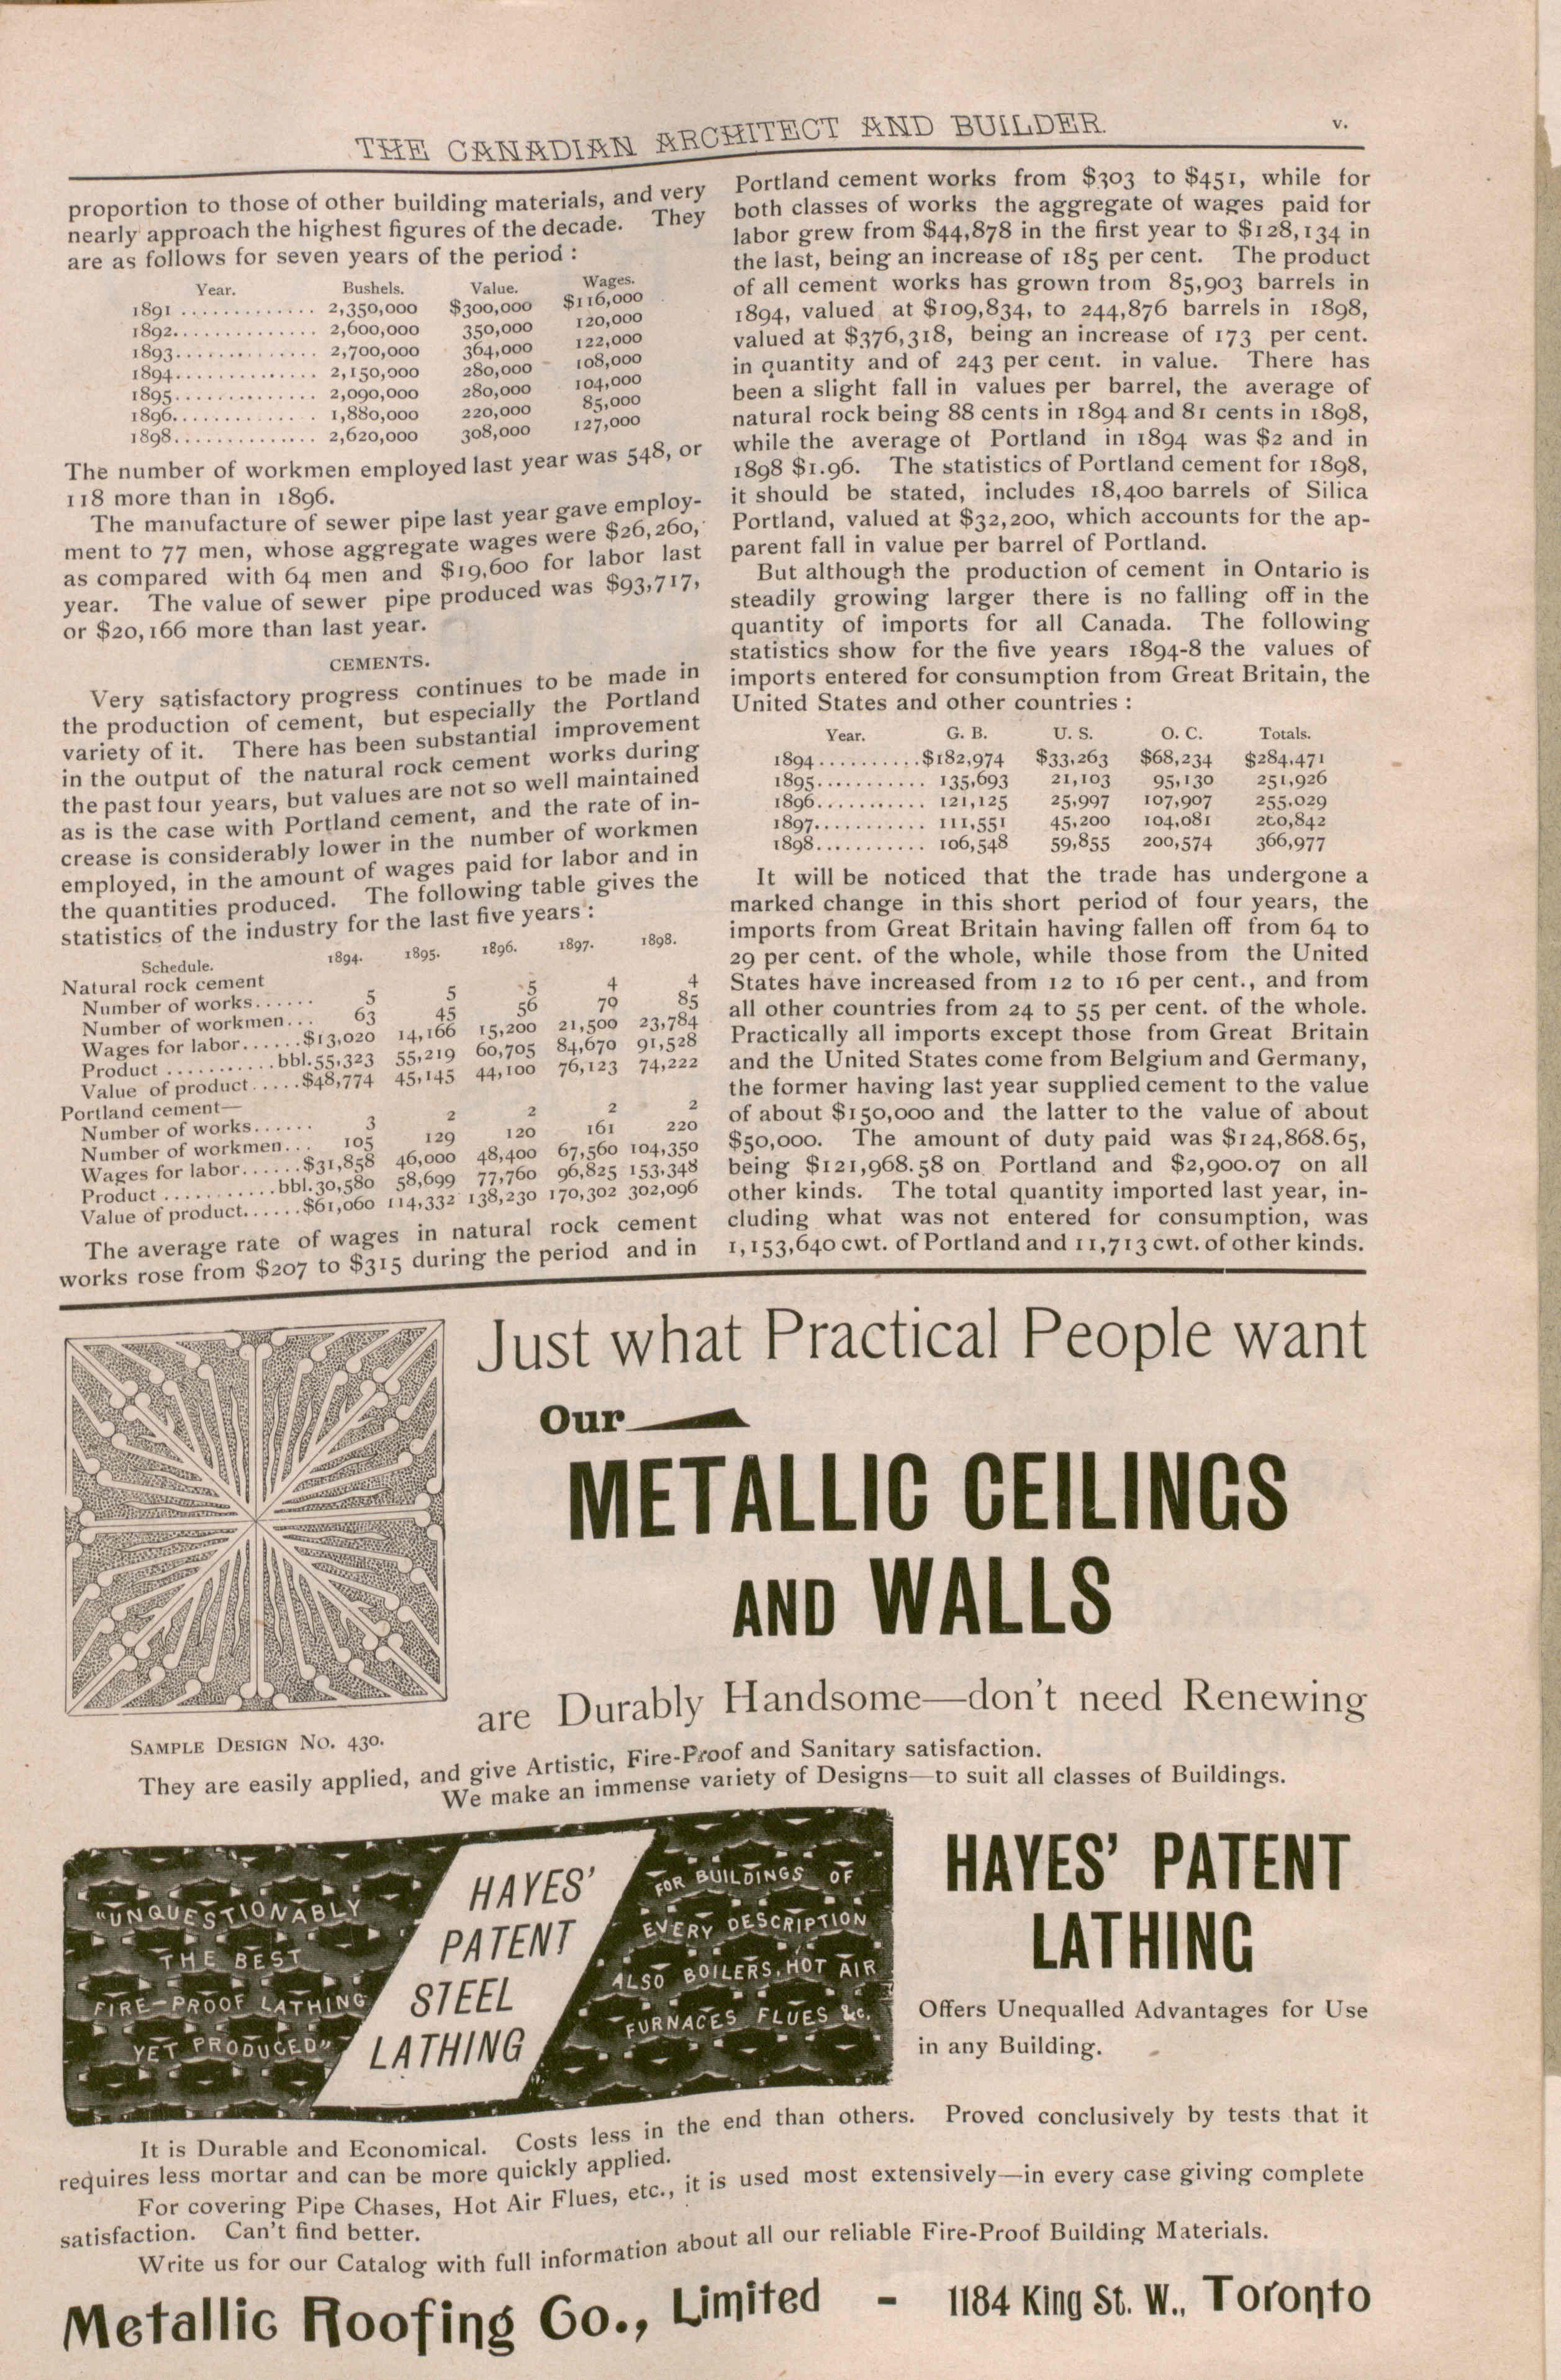 THE CANADIAN ARCHITECT AND BUILDER.
v.
proportion to those of other building materials, and very
nearly approach the highest figures of the decade. They
are as follows for seven years of the period :
Year. Bushels. Value. Wages.
1891 ............. 2,350,000 $300,000 $116,000
1892.............. 2,600,000 350,000 120,000
1893.............. 2,700,000 364,000 122,000
1894.............. 2,150,000 280,000 108,000
1895.............. 2,090,000 280,000 104,000
1896.............. 1,880,000 220,000 85,000
1898.............. 2,620,000 308,000 127,000
The number of workmen employed last year was 548, or
118 more than in 1896.
The manufacture of sewer pipe last year gave employ-
ment to 77 men, whose aggregate wages were $26,260,
as compared with 64 men and $19,600 for labor last
year. The value of sewer pipe produced was $93,717,
or $20,166 more than last year.
CEMENTS.
Very satisfactory progress continues to be made in
the production of cement, but especially the Portland
variety of it. There has been substantial improvement
in the output of the natural rock cement works during
the past four years, but values are not so well maintained
as is the case with Portland cement, and the rate of in-
crease is considerably lower in the number of workmen
employed, in the amount of wages paid for labor and in
the quantities produced. The following table gives the
statistics of the industry for the last five years :
Schedule. 1894. 1895. 1896. 1897. 1898.
Natural rock cement
Number of works...... 5 5 5 4 4
Number of workmen... 63 45 56 70 85
Wages for labor......$13,020 14,166 15,200 21,500 23,784
Product ...........bbl.55,323 55,219 60,705 84,670 91,528
Value of product.....$48,774 45,145 44,100 76,123 74,222
Portland cement—
Number of works...... 3 2 2 2 2
Number of workmen... 105 129 120 161 220
Wages for labor......$31,858 46,000 48,400 67,560 104,350
Product ...........bbl.30,580 58,699 77,760 96,825 153,348
Value of product......$61,060 114,332 138,230 170,302 302,096
The average rate of wages in natural rock cement
works rose from $207 to $315 during the period and in
Portland cement works from $303 to $451, while for
both classes of works the aggregate of wages paid for
labor grew from $44,878 in the first year to $128,134 in
the last, being an increase of 185 per cent. The product
of all cement works has grown from 85,903 barrels in
1894, valued at $109,834, to 244,876 barrels in 1898,
valued at $376,318, being an increase of 173 per cent.
in quantity and of 243 per cent. in value. There has
been a slight fall in values per barrel, the average of
natural rock being 88 cents in 1894 and 81 cents in 1898,
while the average of Portland in 1894 was $2 and in
1898 $1.96. The statistics of Portland cement for 1898,
it should be stated, includes 18,400 barrels of Silica
Portland, valued at $32,200, which accounts for the ap-
parent fall in value per barrel of Portland.
But although the production of cement in Ontario is
steadily growing larger there is no falling off in the
quantity of imports for all Canada. The following
statistics show for the five years 1894-8 the values of
imports entered for consumption from Great Britain, the
United States and other countries :
Year. G. B. U. S. O. C. Totals.
1894..........$182,974 $33,263 $68,234 $284,471
1895........... 135,693 21,103 95,130 251,926
1896........... 121,125 25,997 107,907 255,029
1897........... 111,551 45,200 104,081 260,842
1898........... 106,548 59,855 200,574 366,977
It will be noticed that the trade has undergone a
marked change in this short period of four years, the
imports from Great Britain having fallen off from 64 to
29 per cent. of the whole, while those from the United
States have increased from 12 to 16 per cent., and from
all other countries from 24 to 55 per cent. of the whole.
Practically all imports except those from Great Britain
and the United States come from Belgium and Germany,
the former having last year supplied cement to the value
of about $150,000 and the latter to the value of about
$50,000. The amount of duty paid was $124,868.65,
being $121,968.58 on Portland and $2,900.07 on all
other kinds. The total quantity imported last year, in-
cluding what was not entered for consumption, was
1,153,640 cwt. of Portland and 11,713 cwt. of other kinds.
Just what Practical People want
Our
METALLIC CEILINGS
AND WALLS
are Durably Handsome—don't need Renewing
SAMPLE DESIGN NO. 430.
They are easily applied, and give Artistic, Fire-Proof and Sanitary satisfaction.
We make an immense variety of Designs—to suit all classes of Buildings.
"UNQUESTIONABLY
THE BEST
FIRE-PROOF LATHING
YET PRODUCED"
HAYES'
PATENT
STEEL
LATHING
FOR BUILDINGS OF
EVERY DESCRIPTION
ALSO BOILERS, HOT AIR
FURNACES FLUES &c.
HAYES' PATENT
LATHING
Offers Unequalled Advantages for Use
in any Building.
It is Durable and Economical. Costs less in the end than others. Proved conclusively by tests that it
requires less mortar and can be more quickly applied.
For covering Pipe Chases, Hot Air Flues, etc., it is used most extensively—in every case giving complete
satisfaction. Can't find better.
Write us for our Catalog with full information about all our reliable Fire-Proof Building Materials.
Metallic Roofing Co., Limited - 1184 King St. W., Toronto